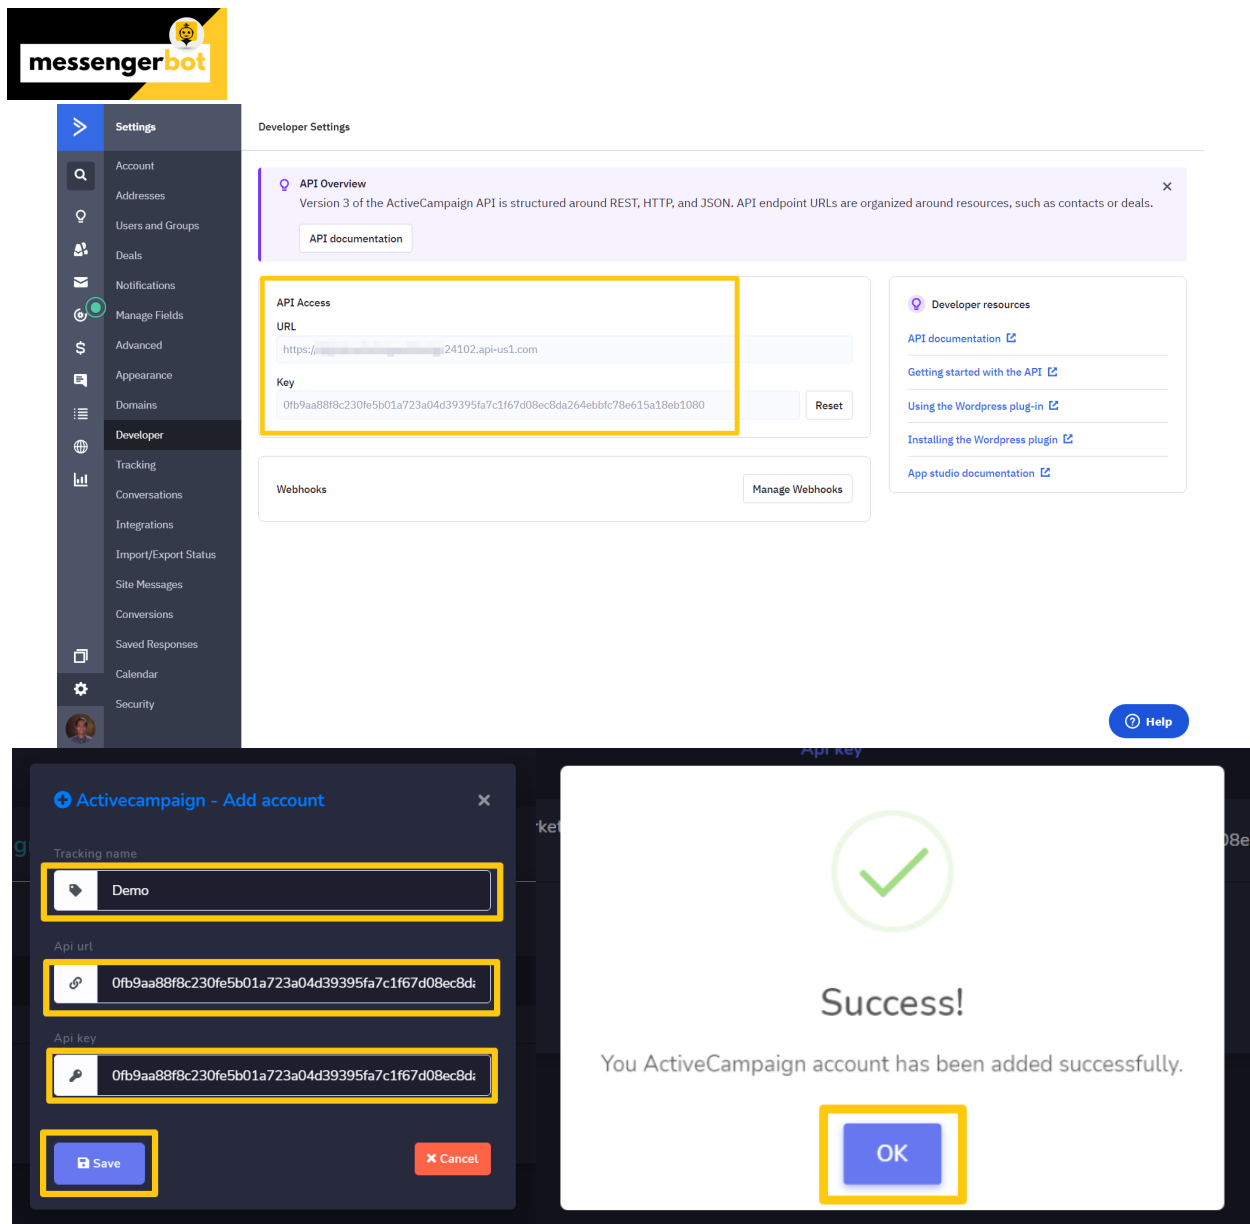 messengerbot
Settings
Developer Settings
Account
Addresses
Users and Groups
Deals
Notifications
Manage Fields
Advanced
Appearance
Domains
Developer
Tracking
Conversations
Integrations
Import/Export Status
Site Messages
Conversions
Saved Responses
Calendar
Security
API Overview
Version 3 of the ActiveCampaign API is structured around REST, HTTP, and JSON. API endpoint URLs are organized around resources, such as contacts or deals.
API documentation
API Access
URL
https:/ 24102.api-us1.com
Key
0fb9aa88f8c230fe5b01a723a04d39395fa7c1f67d08ec8da264ebbfc78e615a18eb1080
Reset
Webhooks
Manage Webhooks
Developer resources
API documentation
Getting started with the API
Using the Wordpress plug-in
Installing the Wordpress plugin
App studio documentation
Help
Activecampaign - Add account
Tracking name
Demo
Api url
0fb9aa88f8c230fe5b01a723a04d39395fa7c1f67d08ec8d
Api key
0fb9aa88f8c230fe5b01a723a04d39395fa7c1f67d08ec8d
Save
Cancel
Api key
rket
08e
Success!
You ActiveCampaign account has been added successfully.
OK